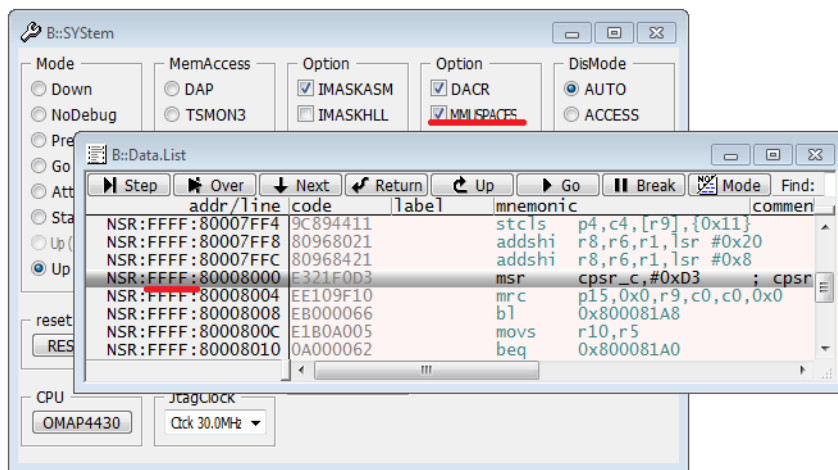 B::SYStem
Mode MemAccess Option Option DisMode
Down DAP IMASKASM DACR AUTO
NoDebug TSMON3 IMASKHLL MMUSPACES ACCESS
Pre
Go
Att
Sta
Up (
Up
reset
RES
CPU JtagClock
OMAP4430 Ctck 30.0MHz
B::Data.List
Step Over Next Return Up Go Break Mode Find:
addr/line code label mnemonic commen
NSR:FFFF:80007FF4 9C894411 stcls p4,c4,[r9],{0x11}
NSR:FFFF:80007FF8 80968021 addshi r8,r6,r1,lsr #0x20
NSR:FFFF:80007FFC 80968421 addshi r8,r6,r1,lsr #0x8
NSR:FFFF:80008000 E321F0D3 msr cpsr_c,#0xD3 ; cpsr
NSR:FFFF:80008004 EE109F10 mrc p15,0x0,r9,c0,c0,0x0
NSR:FFFF:80008008 EB000066 bl 0x800081A8
NSR:FFFF:8000800C E1B0A005 movs r10,r5
NSR:FFFF:80008010 0A000062 beq 0x800081A0